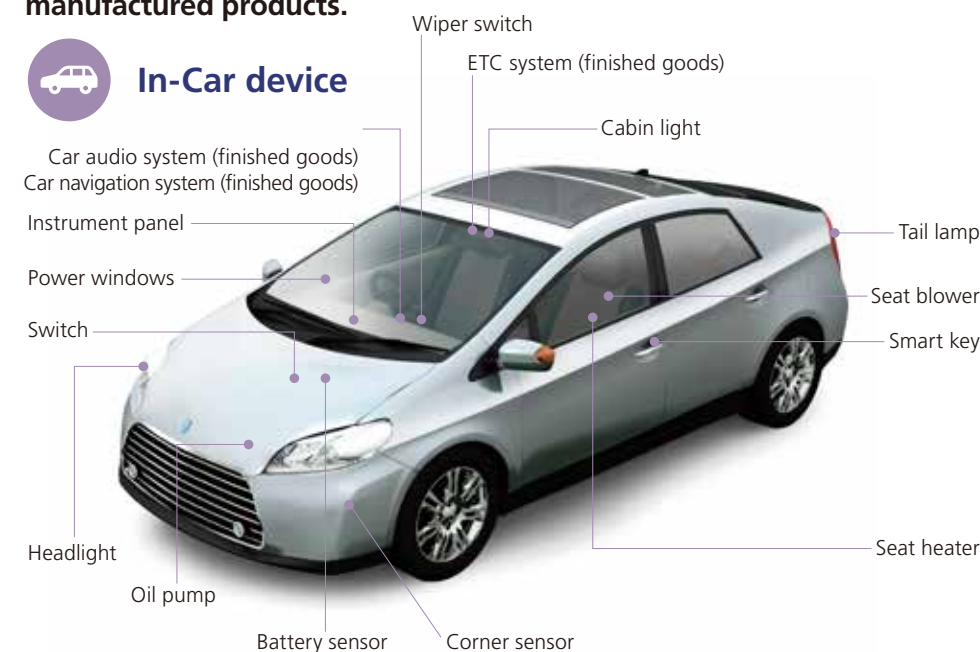 manufactured products.
In-Car device
Wiper switch
ETC system (finished goods)
Cabin light
Car audio system (finished goods)
Car navigation system (finished goods)
Instrument panel
Power windows
Switch
Tail lamp
Seat blower
Smart key
Headlight
Oil pump
Battery sensor
Corner sensor
Seat heater